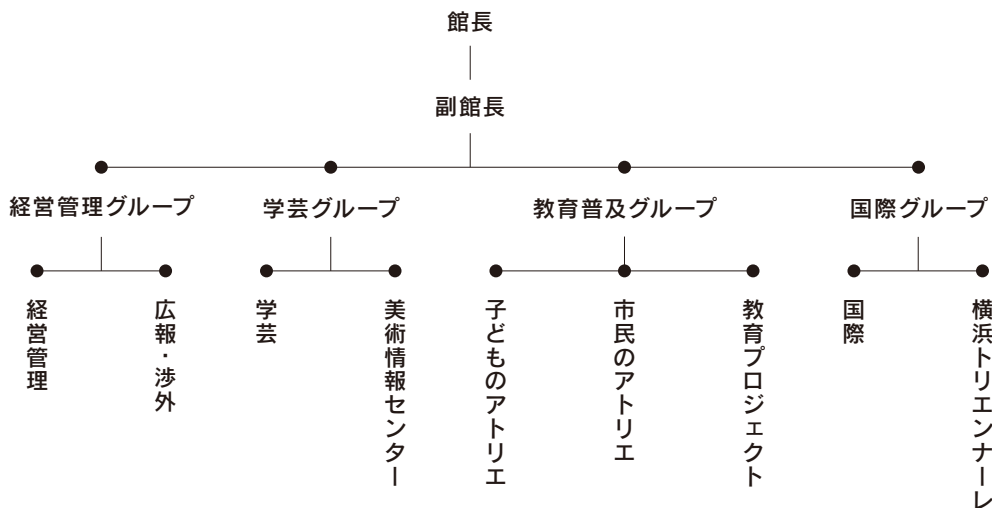 館長
副館長
経営管理グループ
学芸グループ
教育普及グループ
国際グループ
経営管理
広報・渉外
学芸
美術情報センター
子どものアトリエ
市民のアトリエ
教育プロジェクト
国際
横浜トリエンナーレ